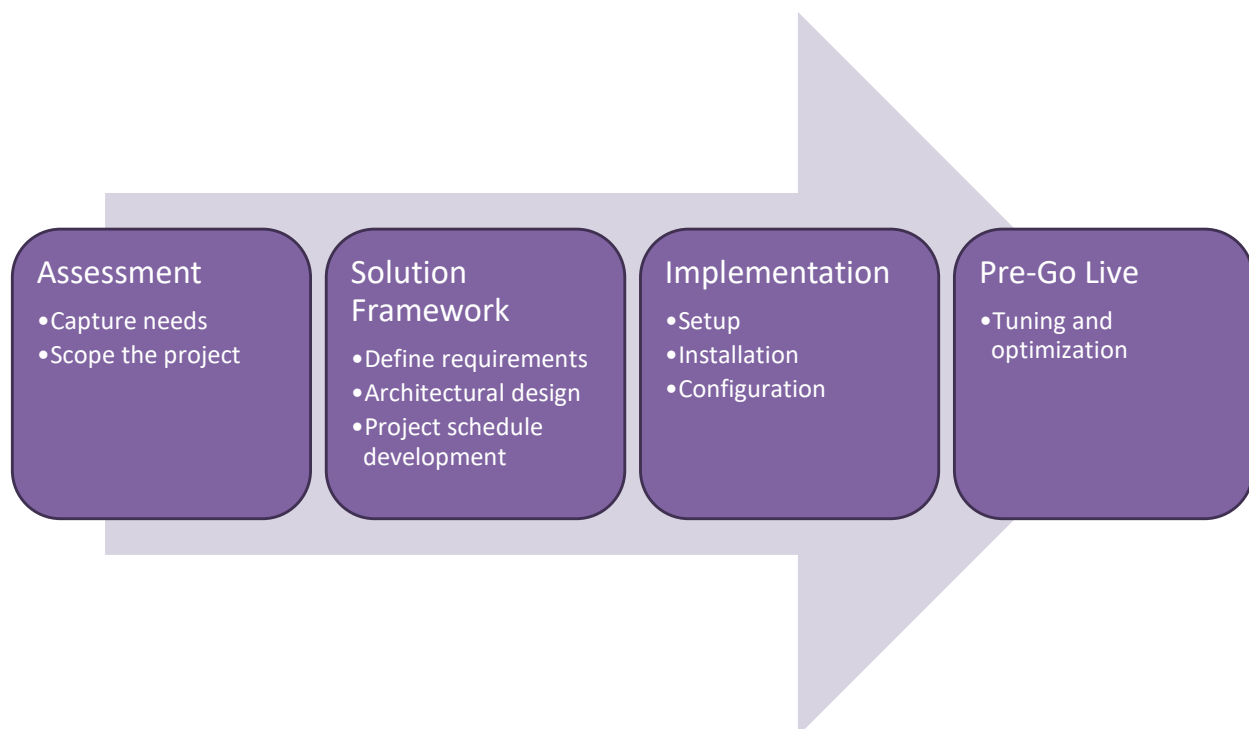 Assessment
•Capture needs
•Scope the project
Solution
Framework
•Define requirements
•Architectural design
•Project schedule
development
Implementation
•Setup
•Installation
•Configuration
Pre-Go Live
•Tuning and
optimization